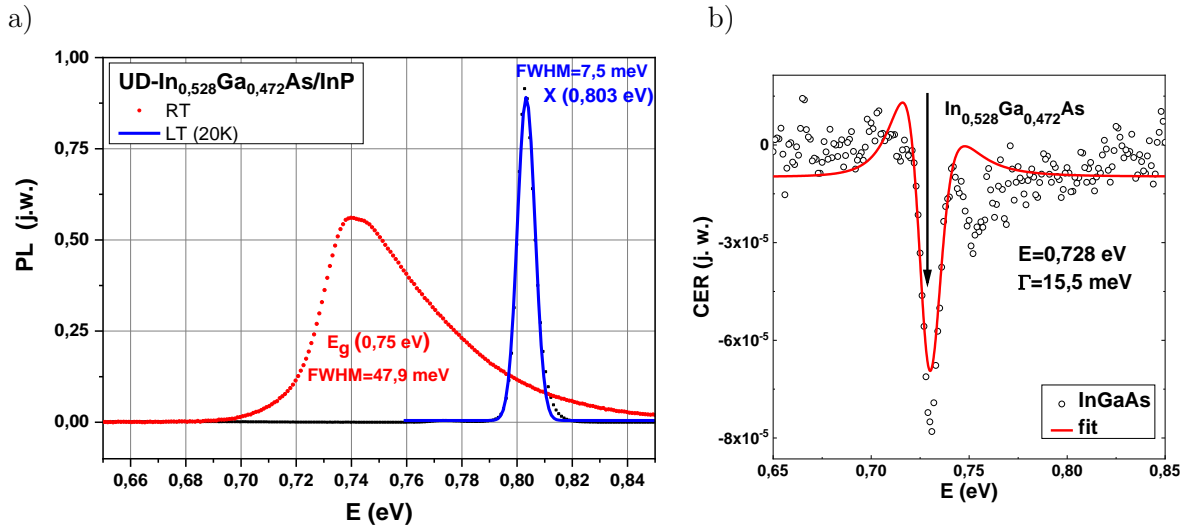 a)
UD-In0,528Ga0,472As/InP
RT
LT (20K)
FWHM=7,5 meV
X (0,803 eV)
Eg (0,75 eV)
FWHM=47,9 meV
1,00
0,75
0,50
0,25
0,00
PL (j.w.)
0,68
0,70
0,72
0,74
0,76
0,78
0,80
0,82
0,84
E (eV)
b)
In0,528Ga0,472As
E=0,728 eV
Γ=15,5 meV
InGaAs
fit
0
-3x10-5
-6x10-5
-8x10-5
CER (j. w.)
0,65
0,70
0,75
0,80
0,85
E (eV)